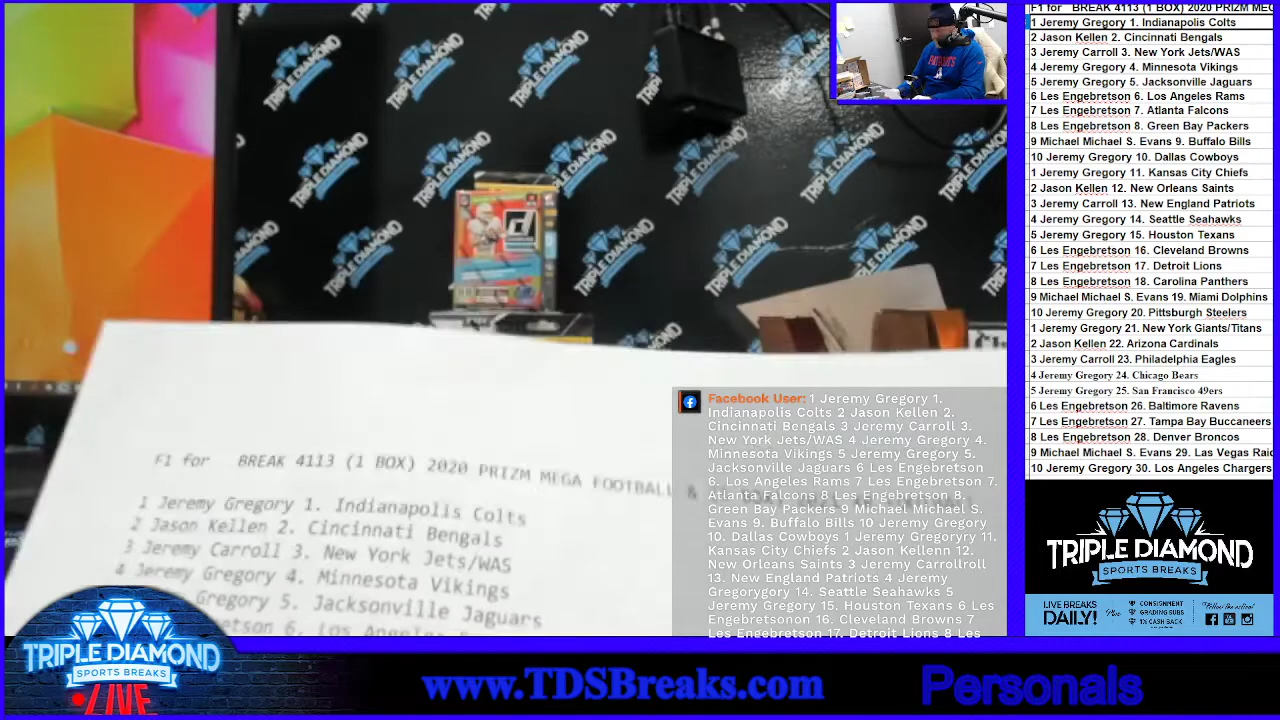 F1 for BREAK 4113 (1 BOX) 2020 PRIZM MEG
1 Jeremy Gregory 1. Indianapolis Colts
2 Jason Kellen 2. Cincinnati Bengals
3 Jeremy Carroll 3. New York Jets/WAS
4 Jeremy Gregory 4. Minnesota Vikings
5 Jeremy Gregory 5. Jacksonville Jaguars
6 Les Engebretson 6. Los Angeles Rams
7 Les Engebretson 7. Atlanta Falcons
8 Les Engebretson 8. Green Bay Packers
9 Michael Michael S. Evans 9. Buffalo Bills
10 Jeremy Gregory 10. Dallas Cowboys
1 Jeremy Gregory 11. Kansas City Chiefs
2 Jason Kellen 12. New Orleans Saints
3 Jeremy Carroll 13. New England Patriots
4 Jeremy Gregory 14. Seattle Seahawks
5 Jeremy Gregory 15. Houston Texans
6 Les Engebretson 16. Cleveland Browns
7 Les Engebretson 17. Detroit Lions
8 Les Engebretson 18. Carolina Panthers
9 Michael Michael S. Evans 19. Miami Dolphins
10 Jeremy Gregory 20. Pittsburgh Steelers
1 Jeremy Gregory 21. New York Giants/Titans
2 Jason Kellen 22. Arizona Cardinals
3 Jeremy Carroll 23. Philadelphia Eagles
4 Jeremy Gregory 24. Chicago Bears
5 Jeremy Gregory 25. San Francisco 49ers
6 Les Engebretson 26. Baltimore Ravens
7 Les Engebretson 27. Tampa Bay Buccaneers
8 Les Engebretson 28. Denver Broncos
9 Michael Michael S. Evans 29. Las Vegas Raid
10 Jeremy Gregory 30. Los Angeles Chargers
TRIPLE DIAMOND
SPORTS BREAKS
LIVE BREAKS
DAILY!
Plus
CONSIGNMENT
GRADING SUBS
1% CASH BACK
Follow the action!
F1 for BREAK 4113 (1 BOX) 2020 PRIZM MEGA FOOTBALL &
1 Jeremy Gregory 1. Indianapolis Colts
2 Jason Kellen 2. Cincinnati Bengals
3 Jeremy Carroll 3. New York Jets/WAS
4 Jeremy Gregory 4. Minnesota Vikings
Gregory 5. Jacksonville Jaguars
etson 6. Los Angeles
Facebook User: 1 Jeremy Gregory 1.
Indianapolis Colts 2 Jason Kellen 2.
Cincinnati Bengals 3 Jeremy Carroll 3.
New York Jets/WAS 4 Jeremy Gregory 4.
Minnesota Vikings 5 Jeremy Gregory 5.
Jacksonville Jaguars 6 Les Engebretson
6. Los Angeles Rams 7 Les Engebretson 7.
Atlanta Falcons 8 Les Engebretson 8.
Green Bay Packers 9 Michael Michael S.
Evans 9. Buffalo Bills 10 Jeremy Gregory
10. Dallas Cowboys 1 Jeremy Gregoryry 11.
Kansas City Chiefs 2 Jason Kellenn 12.
New Orleans Saints 3 Jeremy Carrollroll
13. New England Patriots 4 Jeremy
Gregorygory 14. Seattle Seahawks 5
Jeremy Gregory 15. Houston Texans 6 Les
Engebretsonon 16. Cleveland Browns 7
Les Engebretson 17. Detroit Lions 8 Les
TRIPLE DIAMOND
SPORTS BREAKS
LIVE
www.TDSBreaks.com
Personals